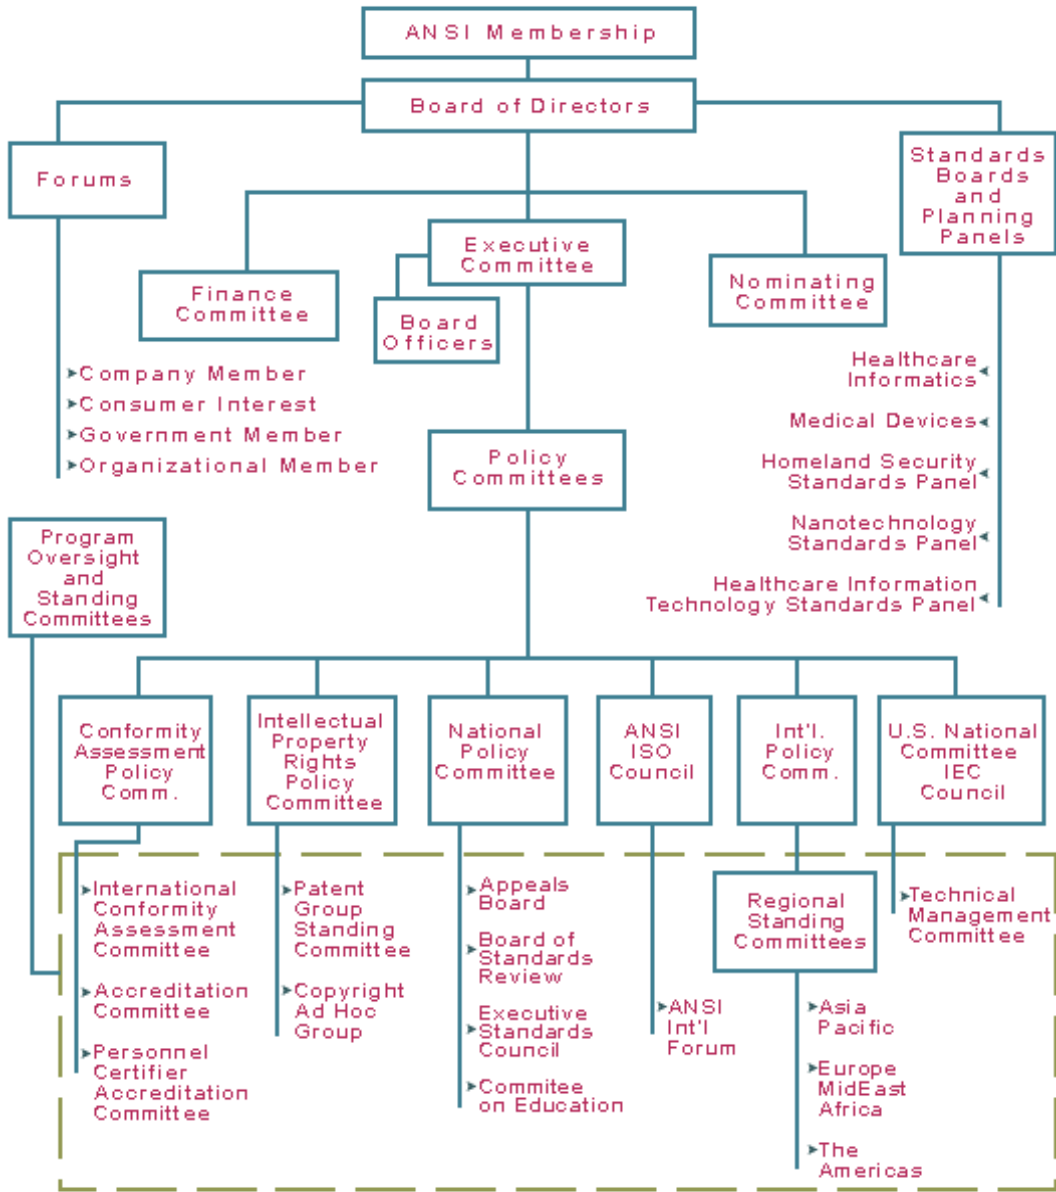 ANSI Membership
Board of Directors
Forums
Standards
Boards
and
Planning
Panels
Executive
Committee
Finance
Committee
Board
Officers
Nominating
Committee
Company Member
Consumer Interest
Government Member
Organizational Member
Healthcare
Informatics
Medical Devices
Homeland Security
Standards Panel
Nanotechnology
Standards Panel
Healthcare Information
Technology Standards Panel
Policy
Committees
Program
Oversight
and
Standing
Committees
Conformity
Assessment
Policy
Comm.
Intellectual
Property
Rights
Policy
Committee
National
Policy
Committee
ANSI
ISO
Council
Int'l.
Policy
Comm.
U.S. National
Committee
IEC
Council
International
Conformity
Assessment
Committee
Accreditation
Committee
Personnel
Certifier
Accreditation
Committee
Patent
Group
Standing
Committee
Copyright
Ad Hoc
Group
Appeals
Board
Board of
Standards
Review
Executive
Standards
Council
Commitee
on Education
ANSI
Int'l
Forum
Regional
Standing
Committees
Asia
Pacific
Europe
MidEast
Africa
The
Americas
Technical
Management
Committee